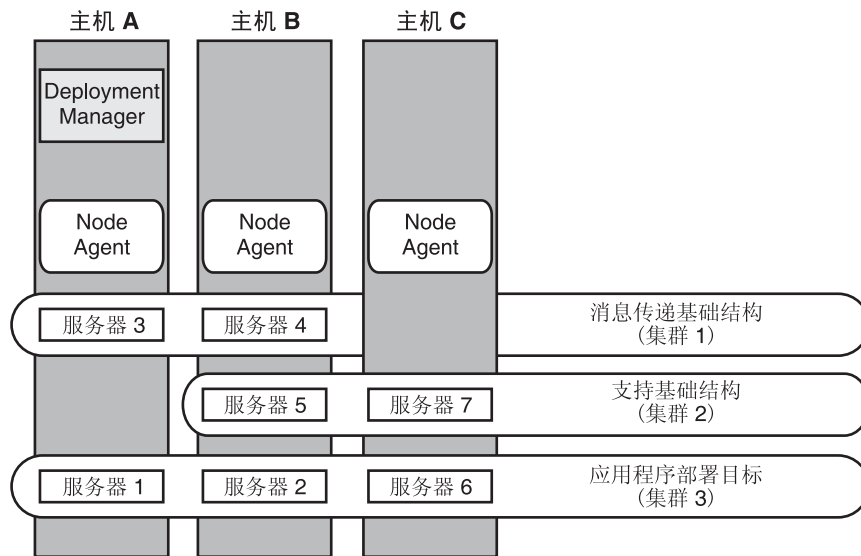 主机 A
主机 B
主机 C
Deployment
Manager
Node
Agent
Node
Agent
Node
Agent
服务器 3
服务器 4
消息传递基础结构
(集群 1)
服务器 5
服务器 7
支持基础结构
(集群 2)
服务器 1
服务器 2
服务器 6
应用程序部署目标
(集群 3)